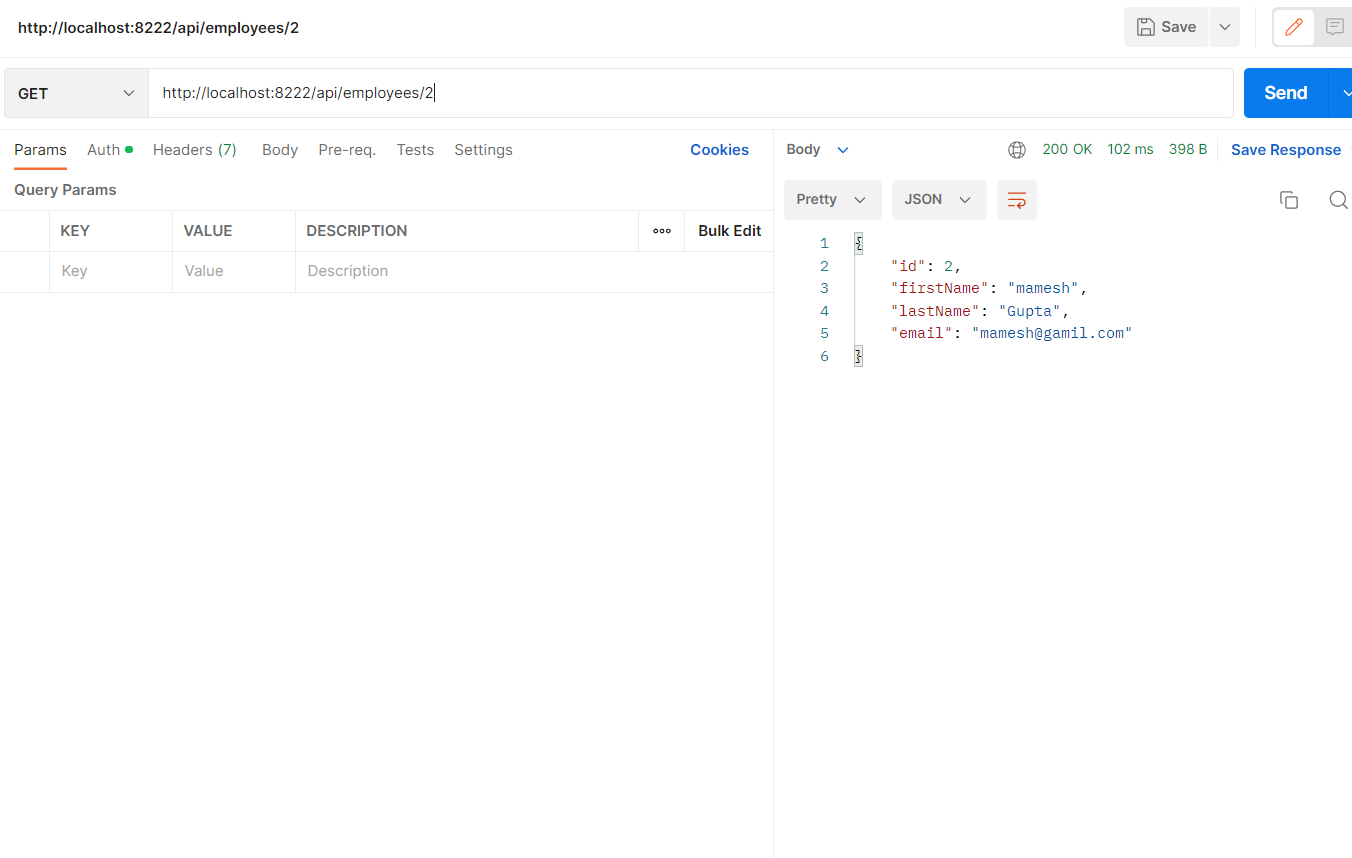 http://localhost:8222/api/employees/2
Save
GET
http://localhost:8222/api/employees/2
Send
Params Auth Headers (7) Body Pre-req. Tests Settings Cookies
Query Params
KEY VALUE DESCRIPTION Bulk Edit
Key Value Description
Body 200 OK 102 ms 398 B Save Response
Pretty JSON
1 {
2 "id": 2,
3 "firstName": "mamesh",
4 "lastName": "Gupta",
5 "email": "mamesh@gamil.com"
6 }